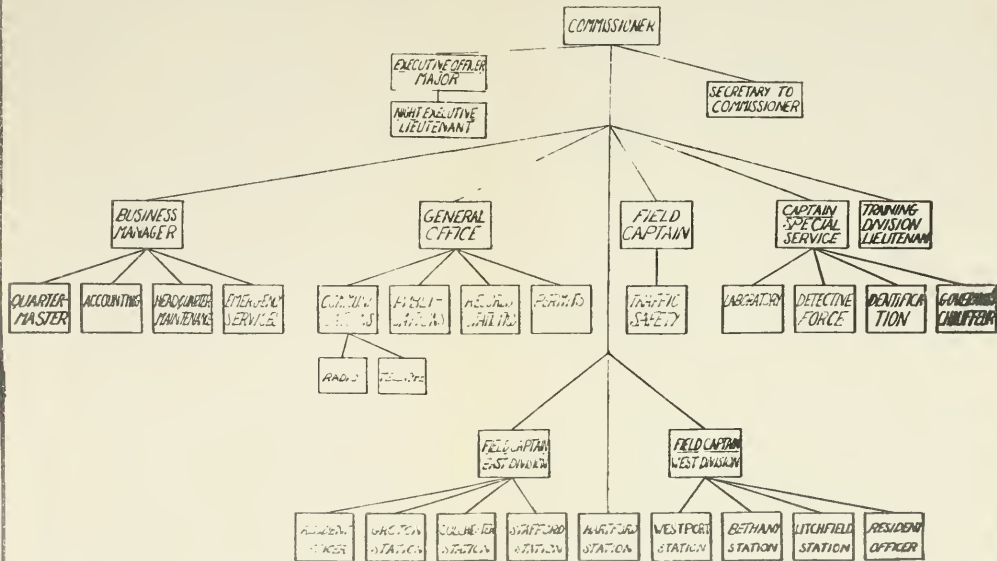 COMMISSIONER
EXECUTIVE OFFICER
MAJOR
NIGHT EXECUTIVE
LIEUTENANT
SECRETARY TO
COMMISSIONER
BUSINESS
MANAGER
GENERAL
OFFICE
FIELD
CAPTAIN
CAPTAIN
SPECIAL
SERVICE
TRAINING
DIVISION
LIEUTENANT
QUARTER-
MASTER
ACCOUNTING
HEADQUARTER
MAINTENANCE
EMERGENCY
SERVICE
PERMITS
TRAFFIC
SAFETY
LABORATORY
DETECTIVE
FORCE
IDENTIFICA
TION
GOVERNORS
CHAUFFEUR
RADIO
FIELD CAPTAIN
EAST DIVISION
FIELD CAPTAIN
WEST DIVISION
RESIDENT
OFFICER
GROTON
STATION
COLCHESTER
STATION
STAFFORD
STATION
HARTFORD
STATION
WESTPORT
STATION
BETHANY
STATION
LITCHFIELD
STATION
RESIDENT
OFFICER